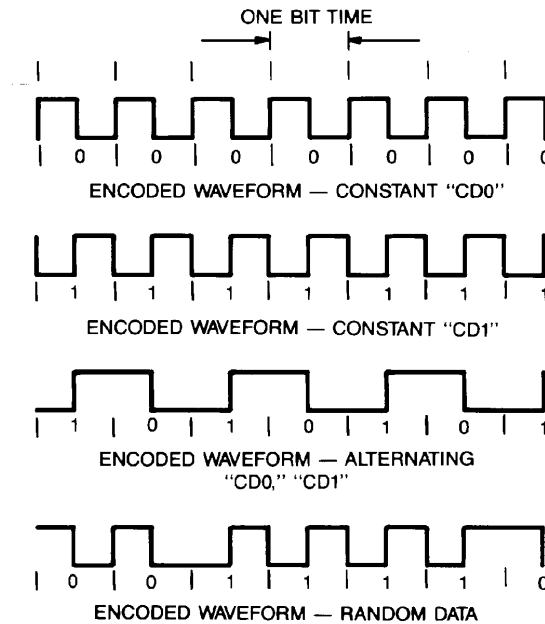 ONE BIT TIME
0 0 0 0 0 0 0
ENCODED WAVEFORM — CONSTANT “CD0”
1 1 1 1 1 1 1
ENCODED WAVEFORM — CONSTANT “CD1”
1 0 1 0 1 0 1
ENCODED WAVEFORM — ALTERNATING
“CD0,” “CD1”
0 0 1 1 1 1 0
ENCODED WAVEFORM — RANDOM DATA